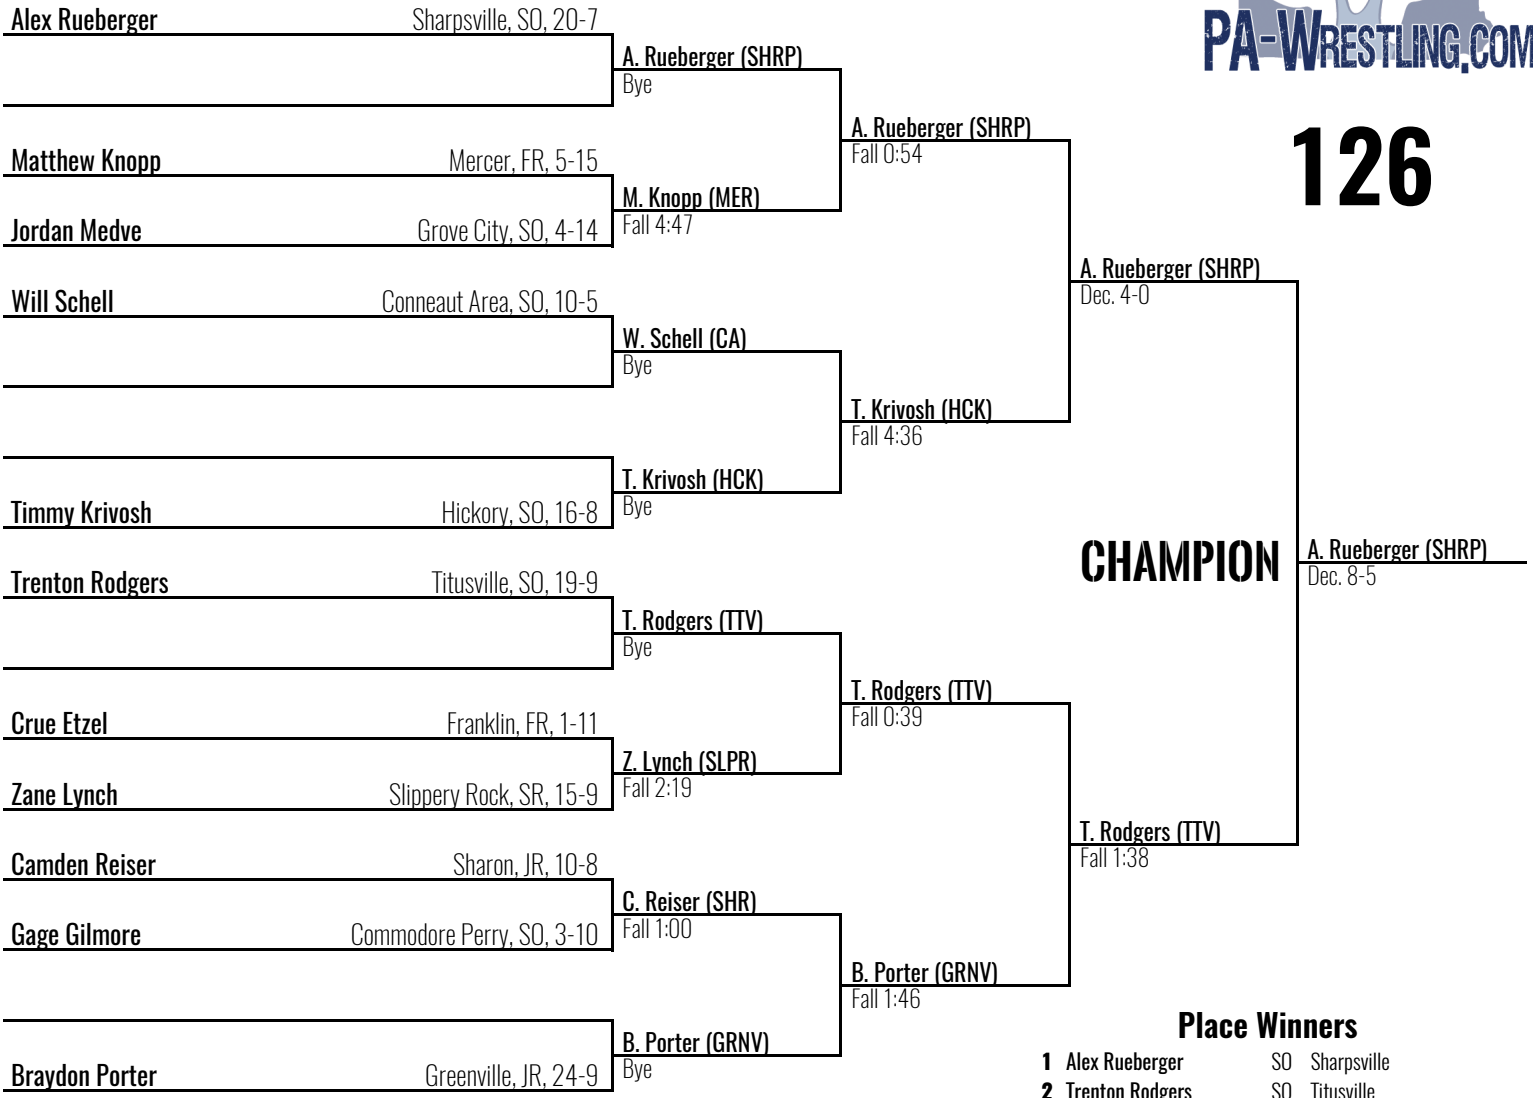 PA-WRESTLING.COM
126
Alex Rueberger Sharpsville, SO, 20-7
A. Rueberger (SHRP)
Bye
A. Rueberger (SHRP)
Fall 0:54
Matthew Knopp Mercer, FR, 5-15
M. Knopp (MER)
Fall 4:47
Jordan Medve Grove City, SO, 4-14
A. Rueberger (SHRP)
Dec. 4-0
Will Schell Conneaut Area, SO, 10-5
W. Schell (CA)
Bye
T. Krivosh (HCK)
Fall 4:36
T. Krivosh (HCK)
Bye
Timmy Krivosh Hickory, SO, 16-8
CHAMPION
A. Rueberger (SHRP)
Dec. 8-5
Trenton Rodgers Titusville, SO, 19-9
T. Rodgers (TTV)
Bye
T. Rodgers (TTV)
Fall 0:39
Crue Etzel Franklin, FR, 1-11
Z. Lynch (SLPR)
Fall 2:19
Zane Lynch Slippery Rock, SR, 15-9
T. Rodgers (TTV)
Fall 1:38
Camden Reiser Sharon, JR, 10-8
C. Reiser (SHR)
Fall 1:00
Gage Gilmore Commodore Perry, SO, 3-10
B. Porter (GRNV)
Fall 1:46
B. Porter (GRNV)
Bye
Braydon Porter Greenville, JR, 24-9
Place Winners
1 Alex Rueberger SO Sharpsville
2 Trenton Rodgers SO Titusville